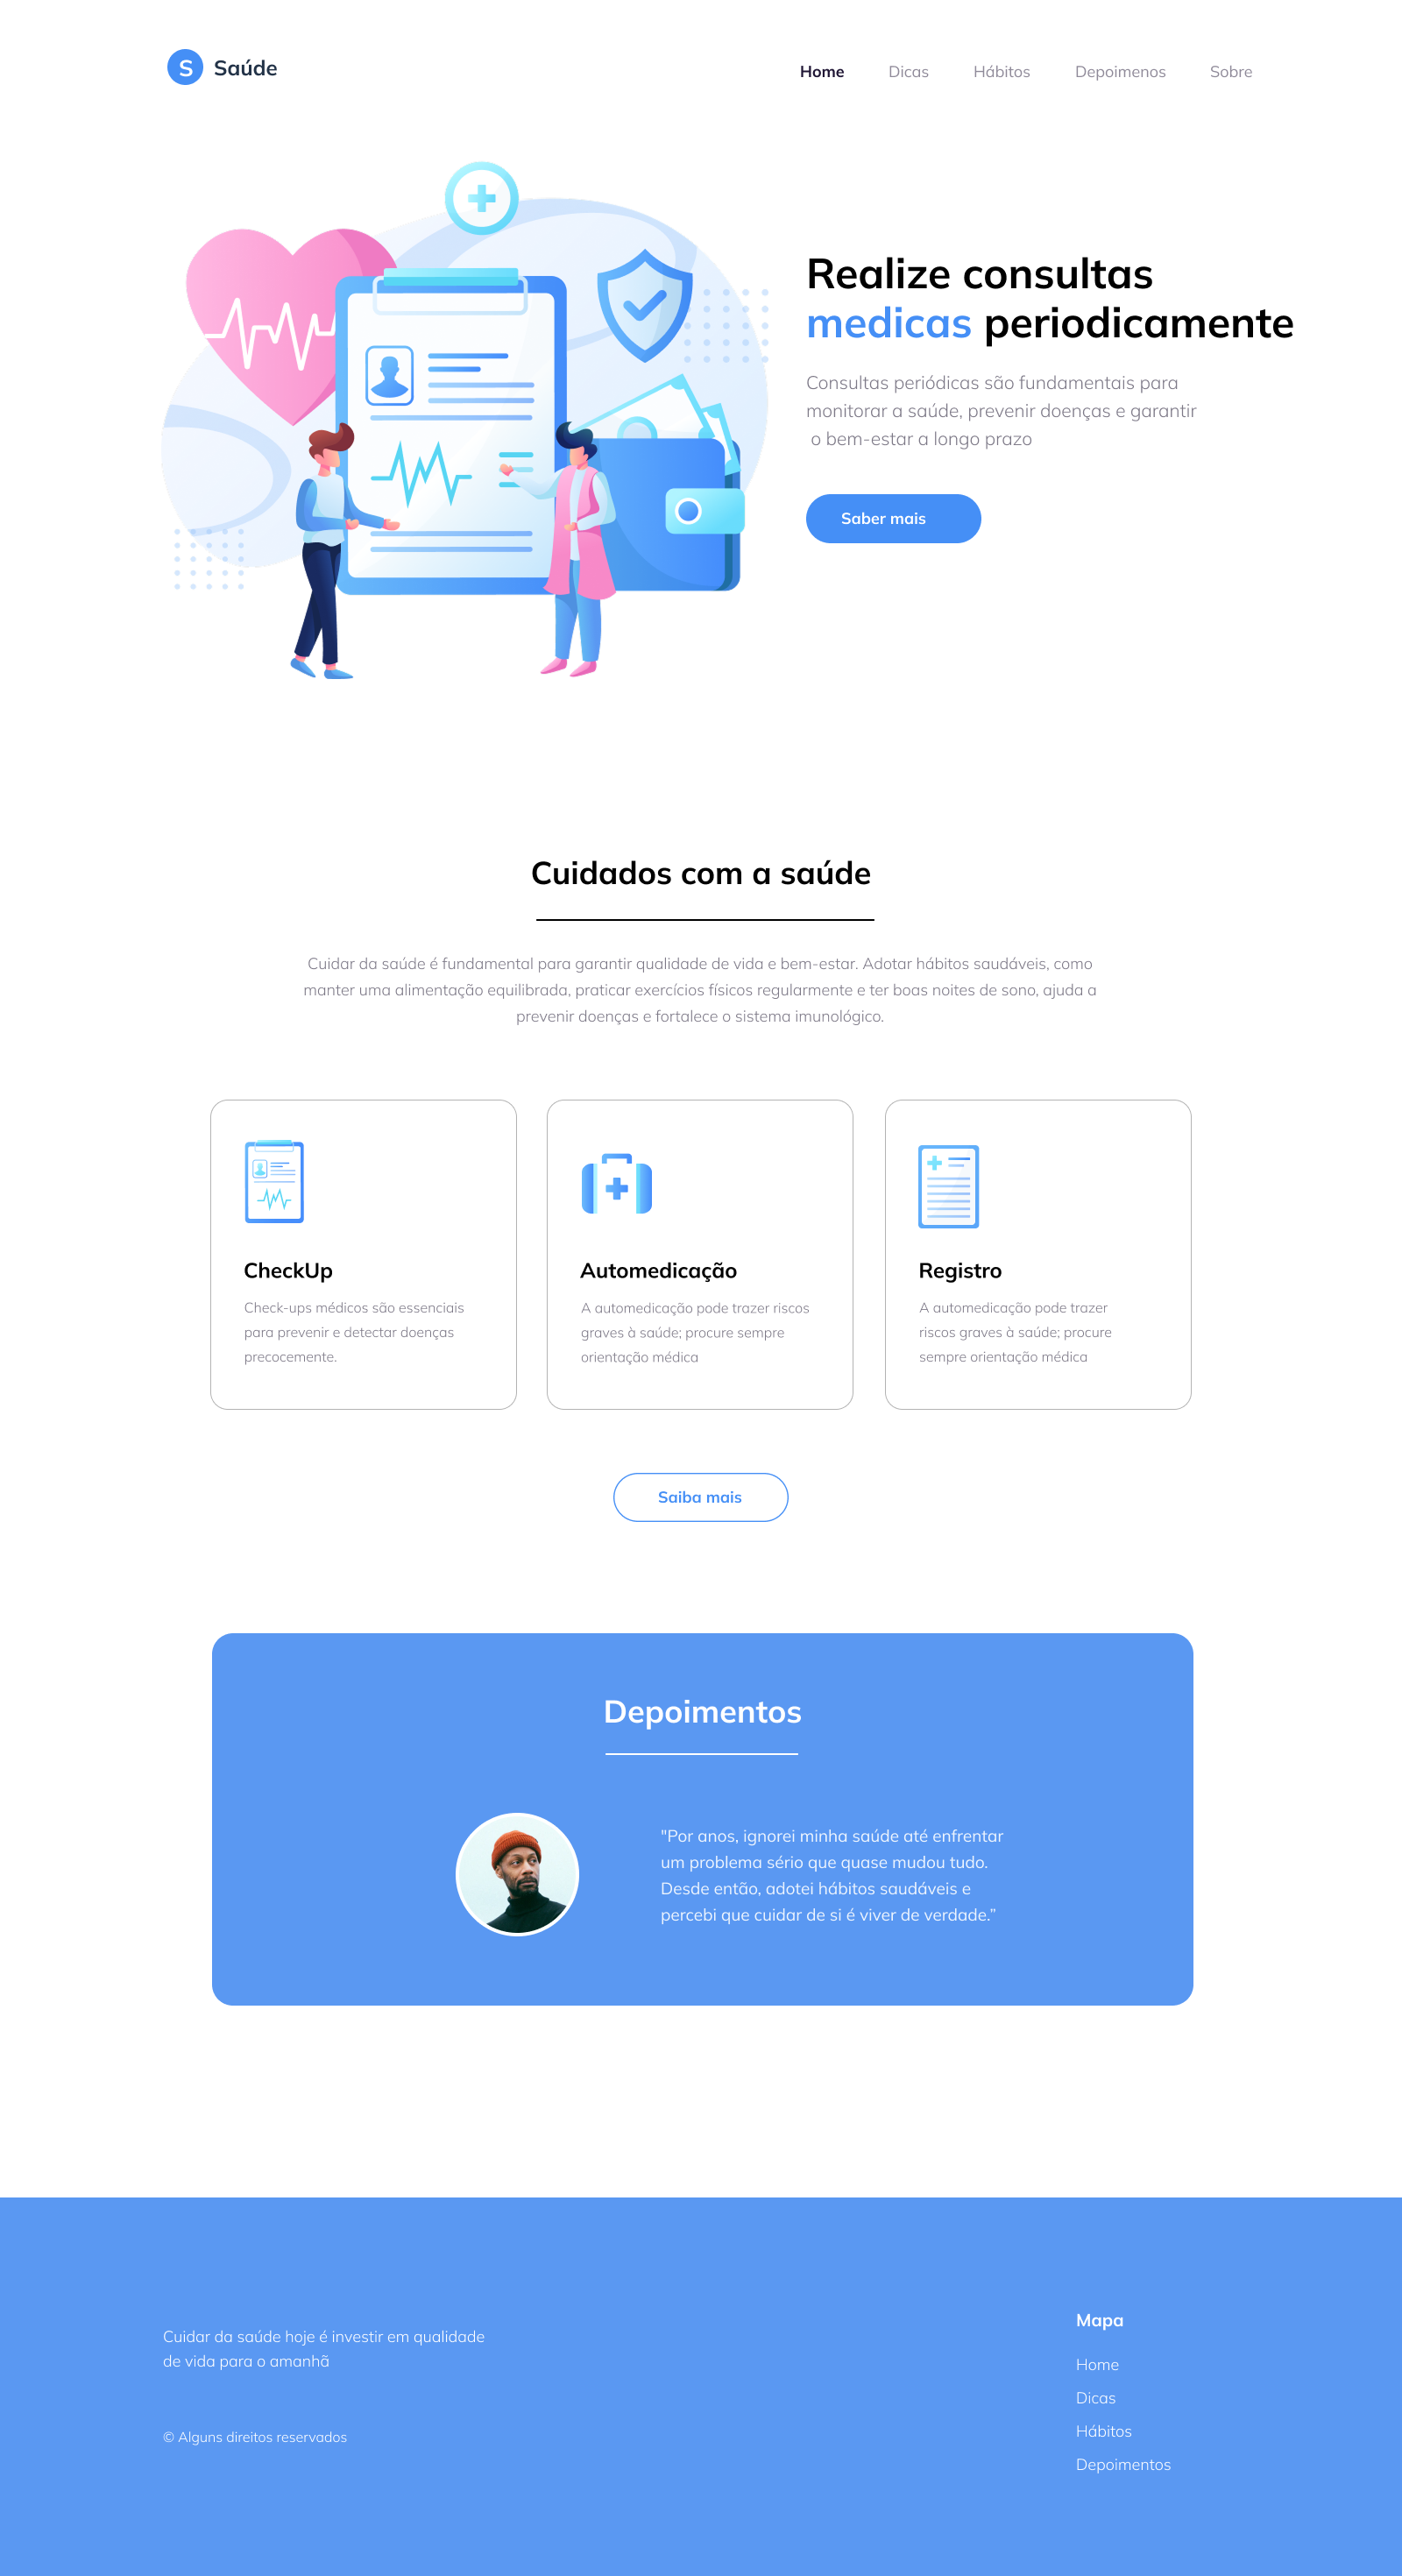 S Saúde
Home Dicas Hábitos Depoimenos Sobre
Realize consultas
medicas periodicamente
Consultas periódicas são fundamentais para
monitorar a saúde, prevenir doenças e garantir
o bem-estar a longo prazo
Saber mais
Cuidados com a saúde
Cuidar da saúde é fundamental para garantir qualidade de vida e bem-estar. Adotar hábitos saudáveis, como
manter uma alimentação equilibrada, praticar exercícios físicos regularmente e ter boas noites de sono, ajuda a
prevenir doenças e fortalece o sistema imunológico.
CheckUp
Check-ups médicos são essenciais
para prevenir e detectar doenças
precocemente.
Automedicação
A automedicação pode trazer riscos
graves à saúde; procure sempre
orientação médica
Registro
A automedicação pode trazer
riscos graves à saúde; procure
sempre orientação médica
Saiba mais
Depoimentos
"Por anos, ignorei minha saúde até enfrentar
um problema sério que quase mudou tudo.
Desde então, adotei hábitos saudáveis e
percebi que cuidar de si é viver de verdade.”
Cuidar da saúde hoje é investir em qualidade
de vida para o amanhã
© Alguns direitos reservados
Mapa
Home
Dicas
Hábitos
Depoimentos